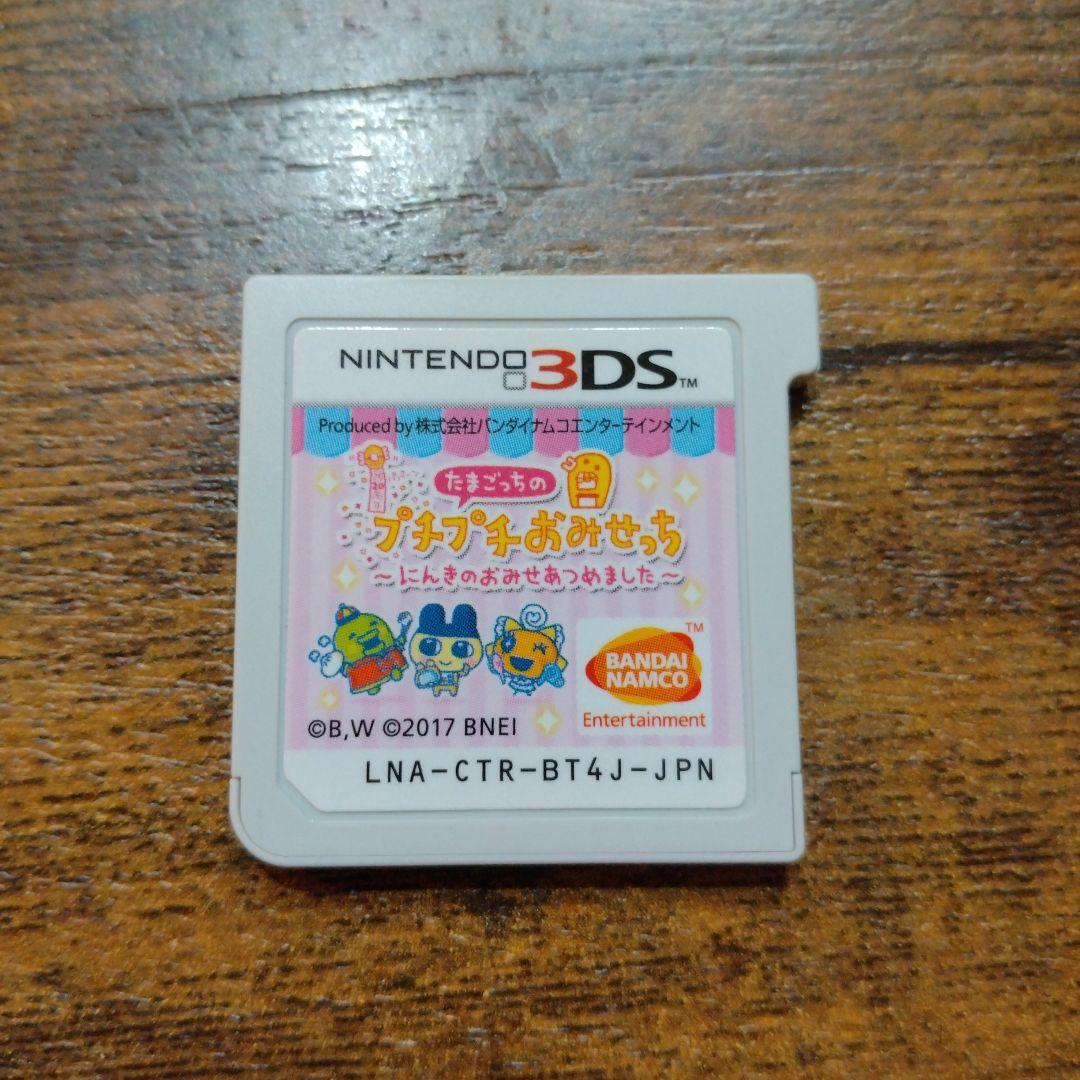 NINTENDO 3DS™
Produced by 株式会社バンダイナムコエンターテインメント
たまごっちの
プチプチおみせっち
～にんきのおみせあつめました～
BANDAI
NAMCO
™
Entertainment
©B,W ©2017 BNEI
LNA-CTR-BT4J-JPN